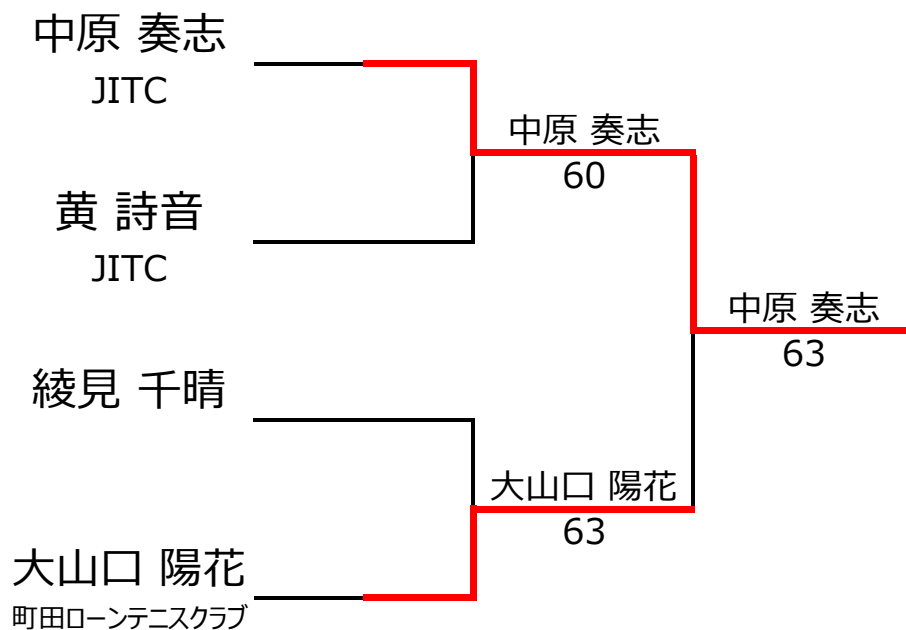 中原 奏志
JITC
黄 詩音
JITC
綾見 千晴
大山口 陽花
町田ローンテニスクラブ
中原 奏志
60
大山口 陽花
63
中原 奏志
63